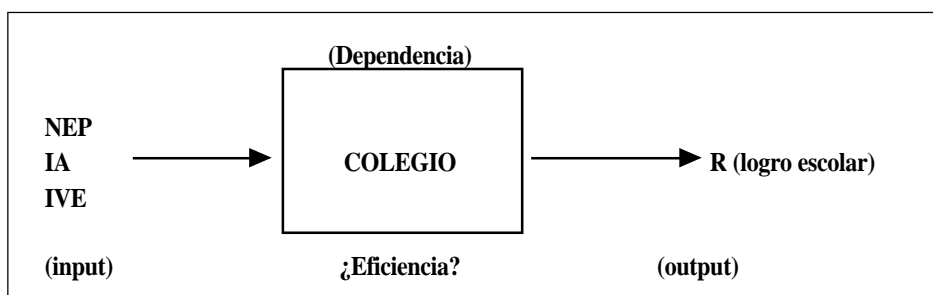 (Dependencia)
NEP
IA
IVE
COLEGIO
R (logro escolar)
(input)
¿Eficiencia?
(output)